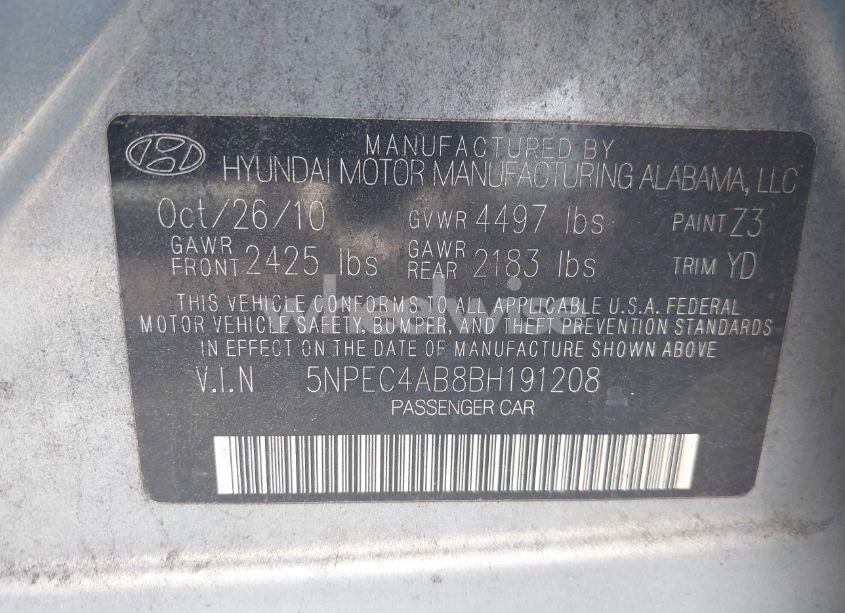 MANUFACTURED BY
HYUNDAI MOTOR MANUFACTURING ALABAMA, LLC
Oct/26/10 GVWR 4497 lbs PAINT Z3
GAWR FRONT 2425 lbs GAWR REAR 2183 lbs TRIM YD
THIS VEHICLE CONFORMS TO ALL APPLICABLE U.S.A. FEDERAL
MOTOR VEHICLE SAFETY, BUMPER, AND THEFT PREVENTION STANDARDS
IN EFFECT ON THE DATE OF MANUFACTURE SHOWN ABOVE
V.I.N 5NPEC4AB8BH191208
PASSENGER CAR
wheelwise